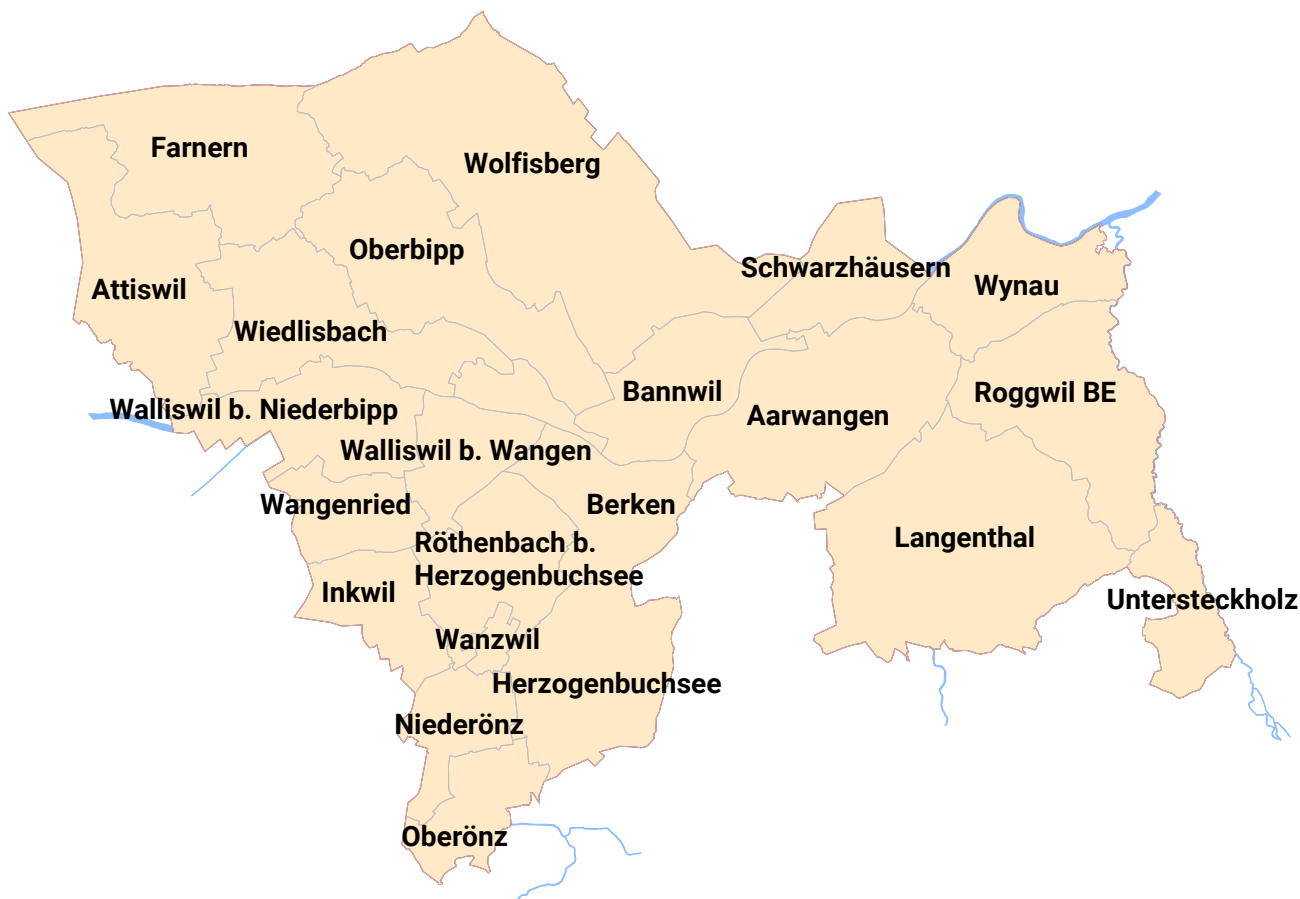 Farnern
Wolfisberg
Oberbipp
Schwarzhäusern
Attiswil
Wynau
Wiedlisbach
Bannwil
Roggwil BE
Walliswil b. Niederbipp
Aarwangen
Walliswil b. Wangen
Wangenried
Berken
Langenthal
Röthenbach b.
Herzogenbuchsee
Inkwil
Untersteckholz
Wanzwil
Herzogenbuchsee
Niederönz
Oberönz